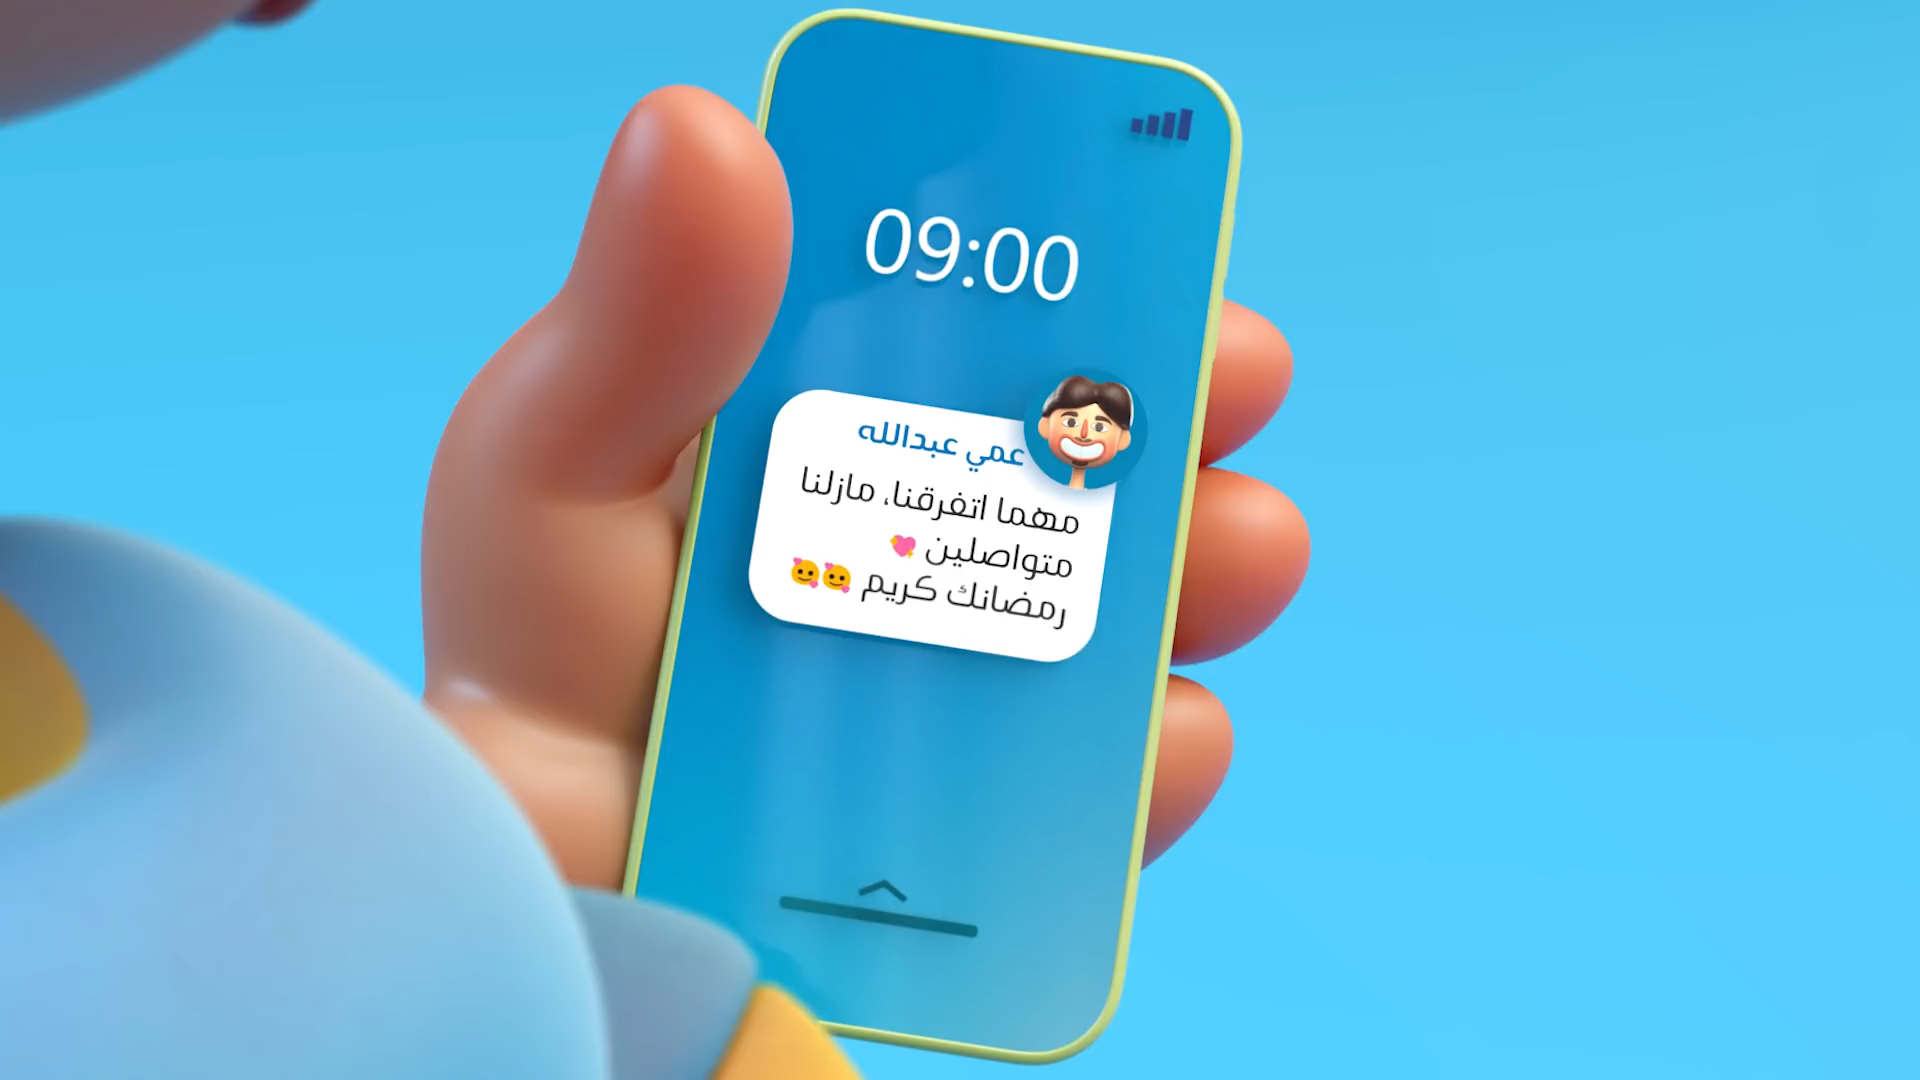 09:00
عمي عبدالله
مهما اتفرقنا، مازلنا
متواصلين 💘
رمضانك كريم 🥰🥰